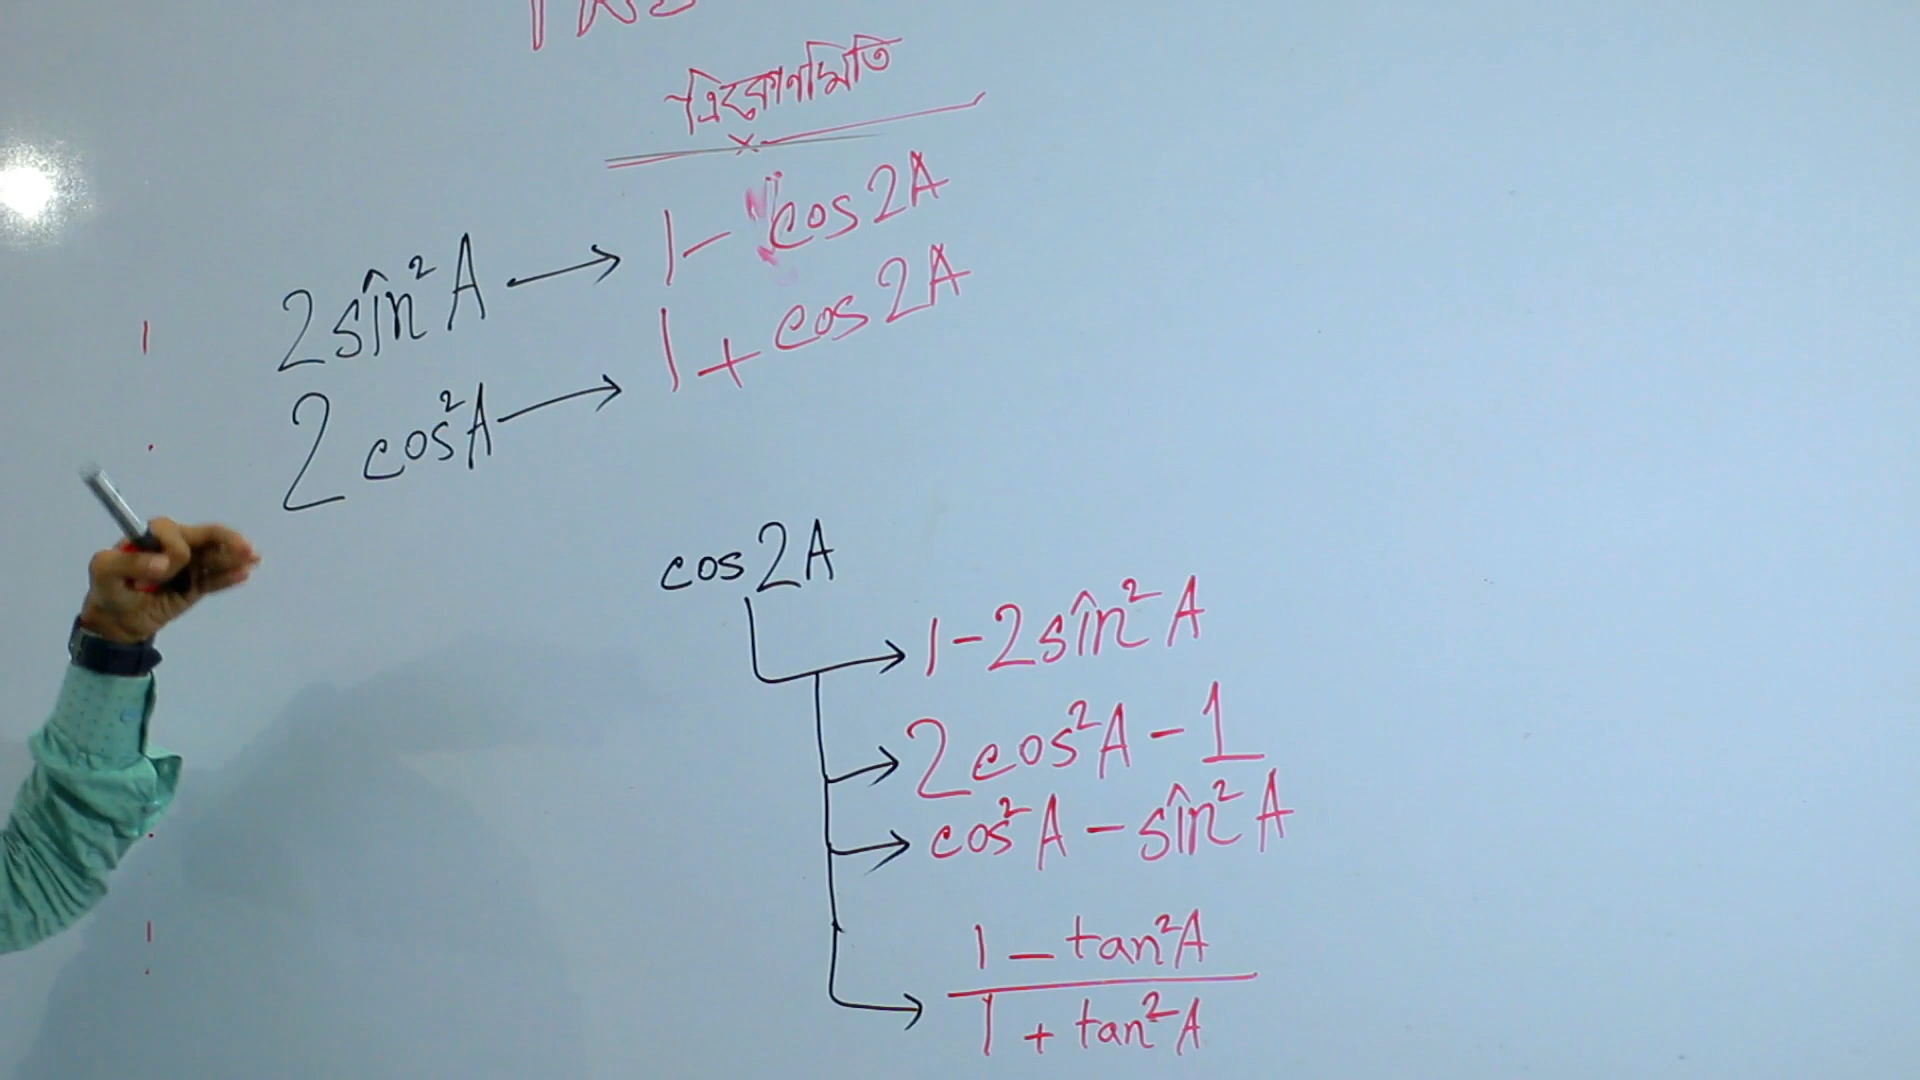 ত্রিকোণমিতি
2sin²A → 1 - cos2A
2cos²A → 1 + cos2A
cos2A
→ 1-2sin²A
→ 2cos²A - 1
→ cos²A - sin²A
→ 1 - tan²A
1 + tan²A